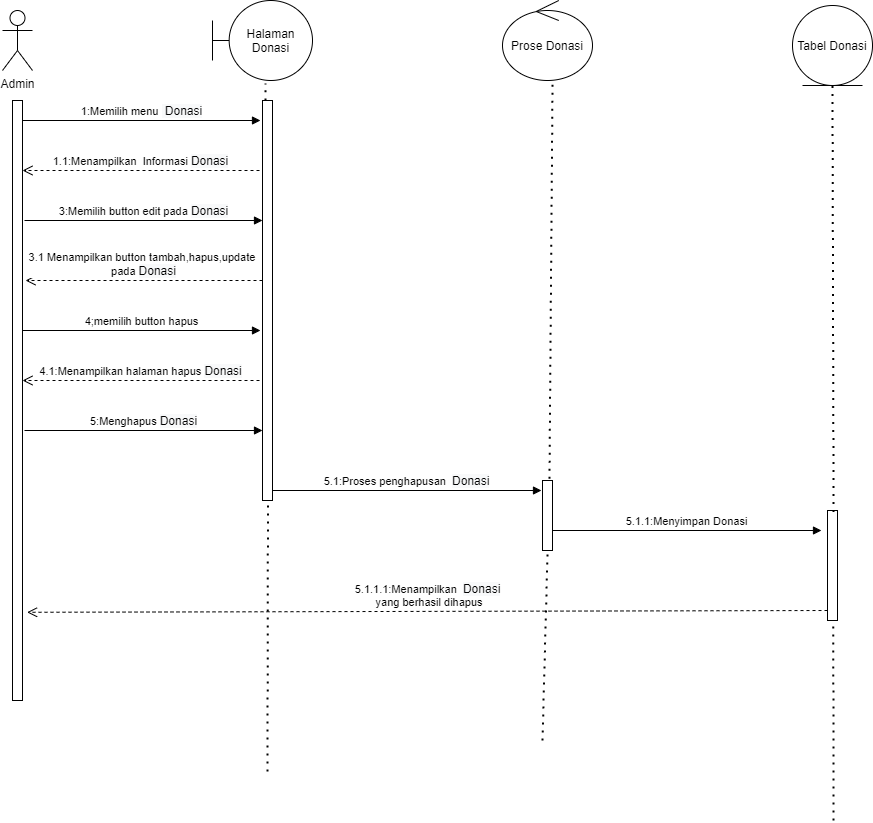 Admin
Halaman
Donasi
Prose Donasi
Tabel Donasi
1:Memilih menu Donasi
1.1:Menampilkan Informasi Donasi
3:Memilih button edit pada Donasi
3.1 Menampilkan button tambah,hapus,update
pada Donasi
4;memilih button hapus
4.1:Menampilkan halaman hapus Donasi
5:Menghapus Donasi
5.1:Proses penghapusan Donasi
5.1.1:Menyimpan Donasi
5.1.1.1:Menampilkan Donasi
yang berhasil dihapus